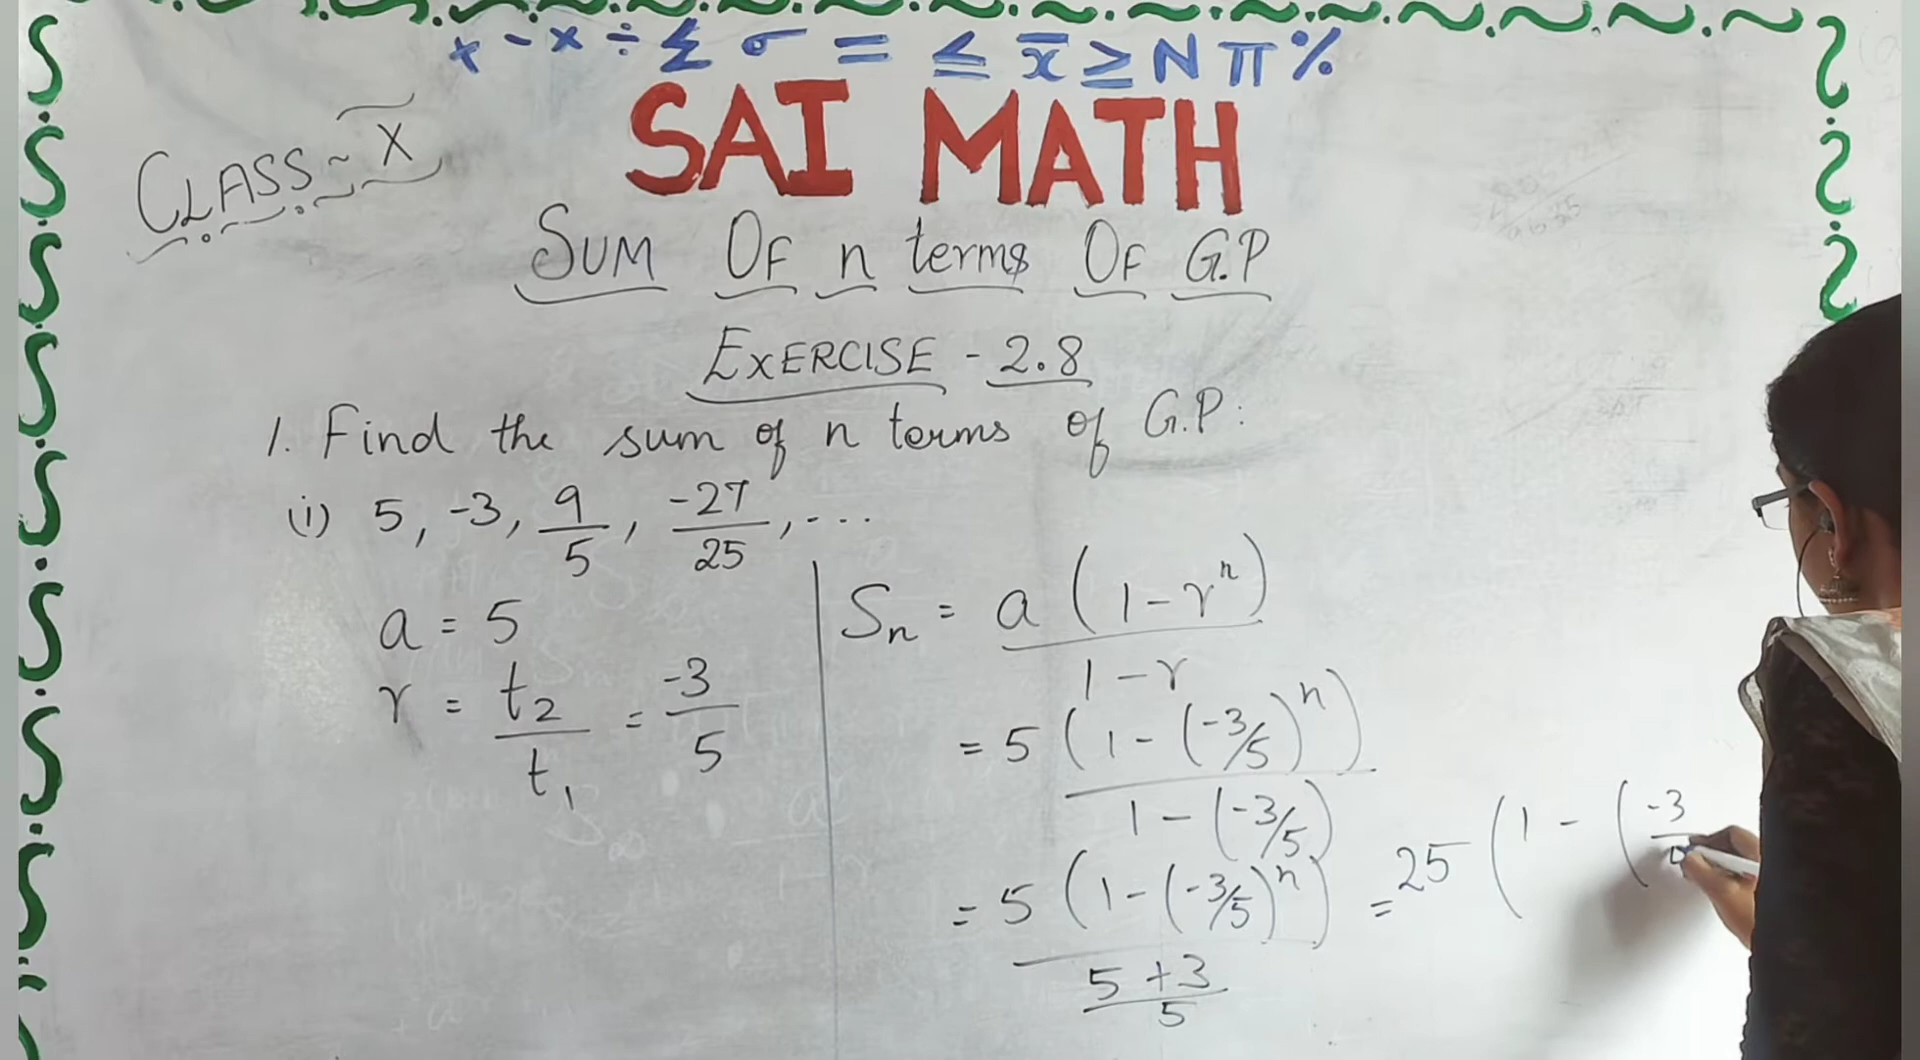 + - × ÷ ⩽ σ = ≤ x̅ ≥ N π %
SAI MATH
CLASS - X
SUM OF n terms OF G.P
EXERCISE - 2.8
1. Find the sum of n terms of G.P:
(i) 5, -3, 9/5, -27/25, ...
a = 5
r = t₂/t₁ = -3/5
Sₙ = a (1-rⁿ) / 1-r
= 5 (1-(-3/5)ⁿ) / 1-(-3/5)
= 5 (1-(-3/5)ⁿ) / 5+3/5
= 25 (1 - (-3